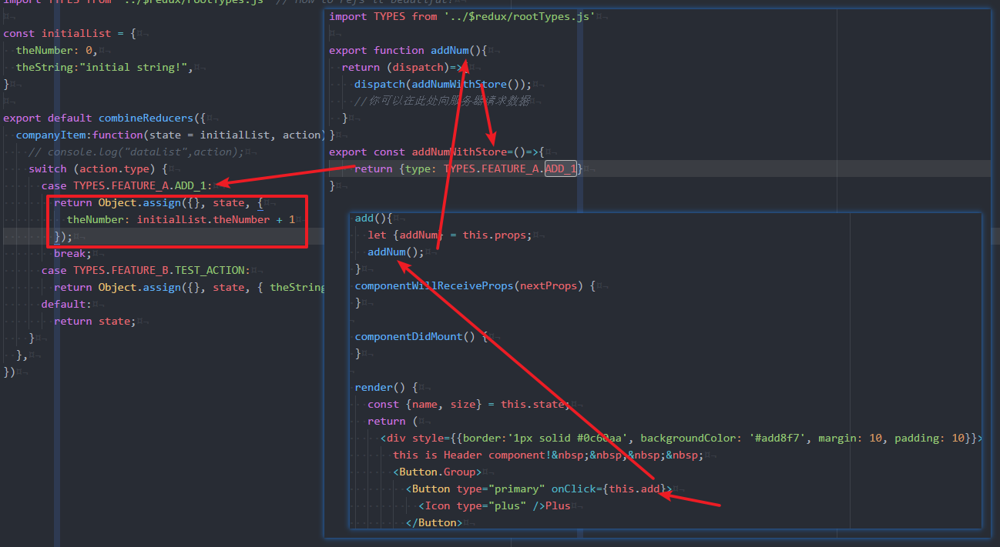 import TYPES from '../$redux/rootTypes.js' // how to refs it beautiful?
const initialList = {
theNumber: 0,
theString:"initial string!",
}
export default combineReducers({
companyItem:function(state = initialList, action)
// console.log("dataList",action);
switch (action.type) {
case TYPES.FEATURE_A.ADD_1:
return Object.assign({}, state, {
theNumber: initialList.theNumber + 1
});
break;
case TYPES.FEATURE_B.TEST_ACTION:
return Object.assign({}, state, { theString
default:
return state;
}
},
})
import TYPES from '../$redux/rootTypes.js'
export function addNum(){
return (dispatch)=>{
dispatch(addNumWithStore());
//你可以在此处向服务器请求数据
}
}
export const addNumWithStore=()=>{
return {type: TYPES.FEATURE_A.ADD_1}
}
add(){
let {addNum} = this.props;
addNum();
}
componentWillReceiveProps(nextProps) {
}
componentDidMount() {
}
render() {
const {name, size} = this.state;
return (
<div style={{border:'1px solid #0c60aa', backgroundColor: '#add8f7', margin: 10, padding: 10}}>
this is Header component!&nbsp;&nbsp;&nbsp;&nbsp;
<Button.Group>
<Button type="primary" onClick={this.add}>
<Icon type="plus" />Plus
</Button>